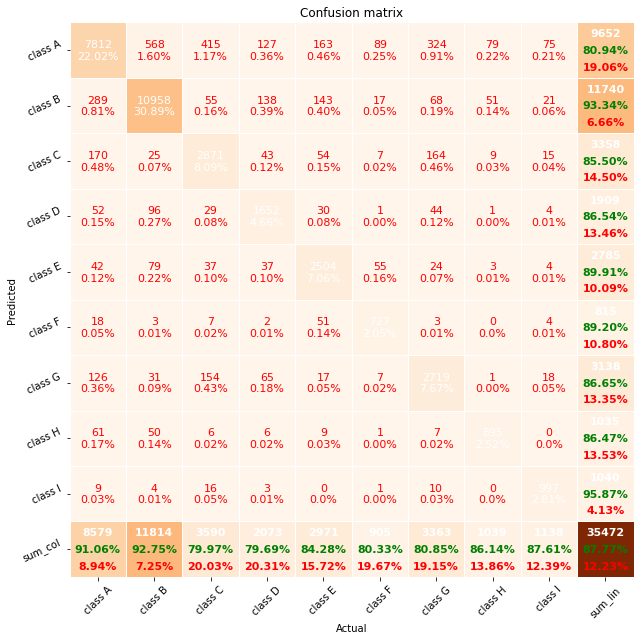 Confusion matrix
class A
7812 568 415 127 163 89 324 79 75 9652
22.02% 1.60% 1.17% 0.36% 0.46% 0.25% 0.91% 0.22% 0.21% 80.94%
19.06%
class B
289 10958 55 138 143 17 68 51 21 11740
0.81% 30.89% 0.16% 0.39% 0.40% 0.05% 0.19% 0.14% 0.06% 93.34%
6.66%
class C
170 25 2871 43 54 7 164 9 15 3358
0.48% 0.07% 8.09% 0.12% 0.15% 0.02% 0.46% 0.03% 0.04% 85.50%
14.50%
class D
52 96 29 1652 30 1 44 1 4 1909
0.15% 0.27% 0.08% 4.66% 0.08% 0.00% 0.12% 0.00% 0.01% 86.54%
13.46%
class E
42 79 37 37 2504 55 24 3 4 2785
0.12% 0.22% 0.10% 0.10% 7.06% 0.16% 0.07% 0.01% 0.01% 89.91%
10.09%
class F
18 3 7 2 51 727 3 0 4 815
0.05% 0.01% 0.02% 0.01% 0.14% 2.05% 0.01% 0.0% 0.01% 89.20%
10.80%
class G
126 31 154 65 17 7 2719 1 18 3138
0.36% 0.09% 0.43% 0.18% 0.05% 0.02% 7.67% 0.00% 0.05% 86.65%
13.35%
class H
61 50 6 6 9 1 7 895 0 1035
0.17% 0.14% 0.02% 0.02% 0.03% 0.00% 0.02% 2.52% 0.0% 86.47%
13.53%
class I
9 4 16 3 0 1 10 0 997 1040
0.03% 0.01% 0.05% 0.01% 0.0% 0.00% 0.03% 0.0% 2.81% 95.87%
4.13%
sum_col
8579 11814 3590 2073 2971 905 3363 1039 1138 35472
91.06% 92.75% 79.97% 79.69% 84.28% 80.33% 80.85% 86.14% 87.61% 87.77%
8.94% 7.25% 20.03% 20.31% 15.72% 19.67% 19.15% 13.86% 12.39% 12.23%
class A class B class C class D class E class F class G class H class I sum_lin
Predicted
Actual